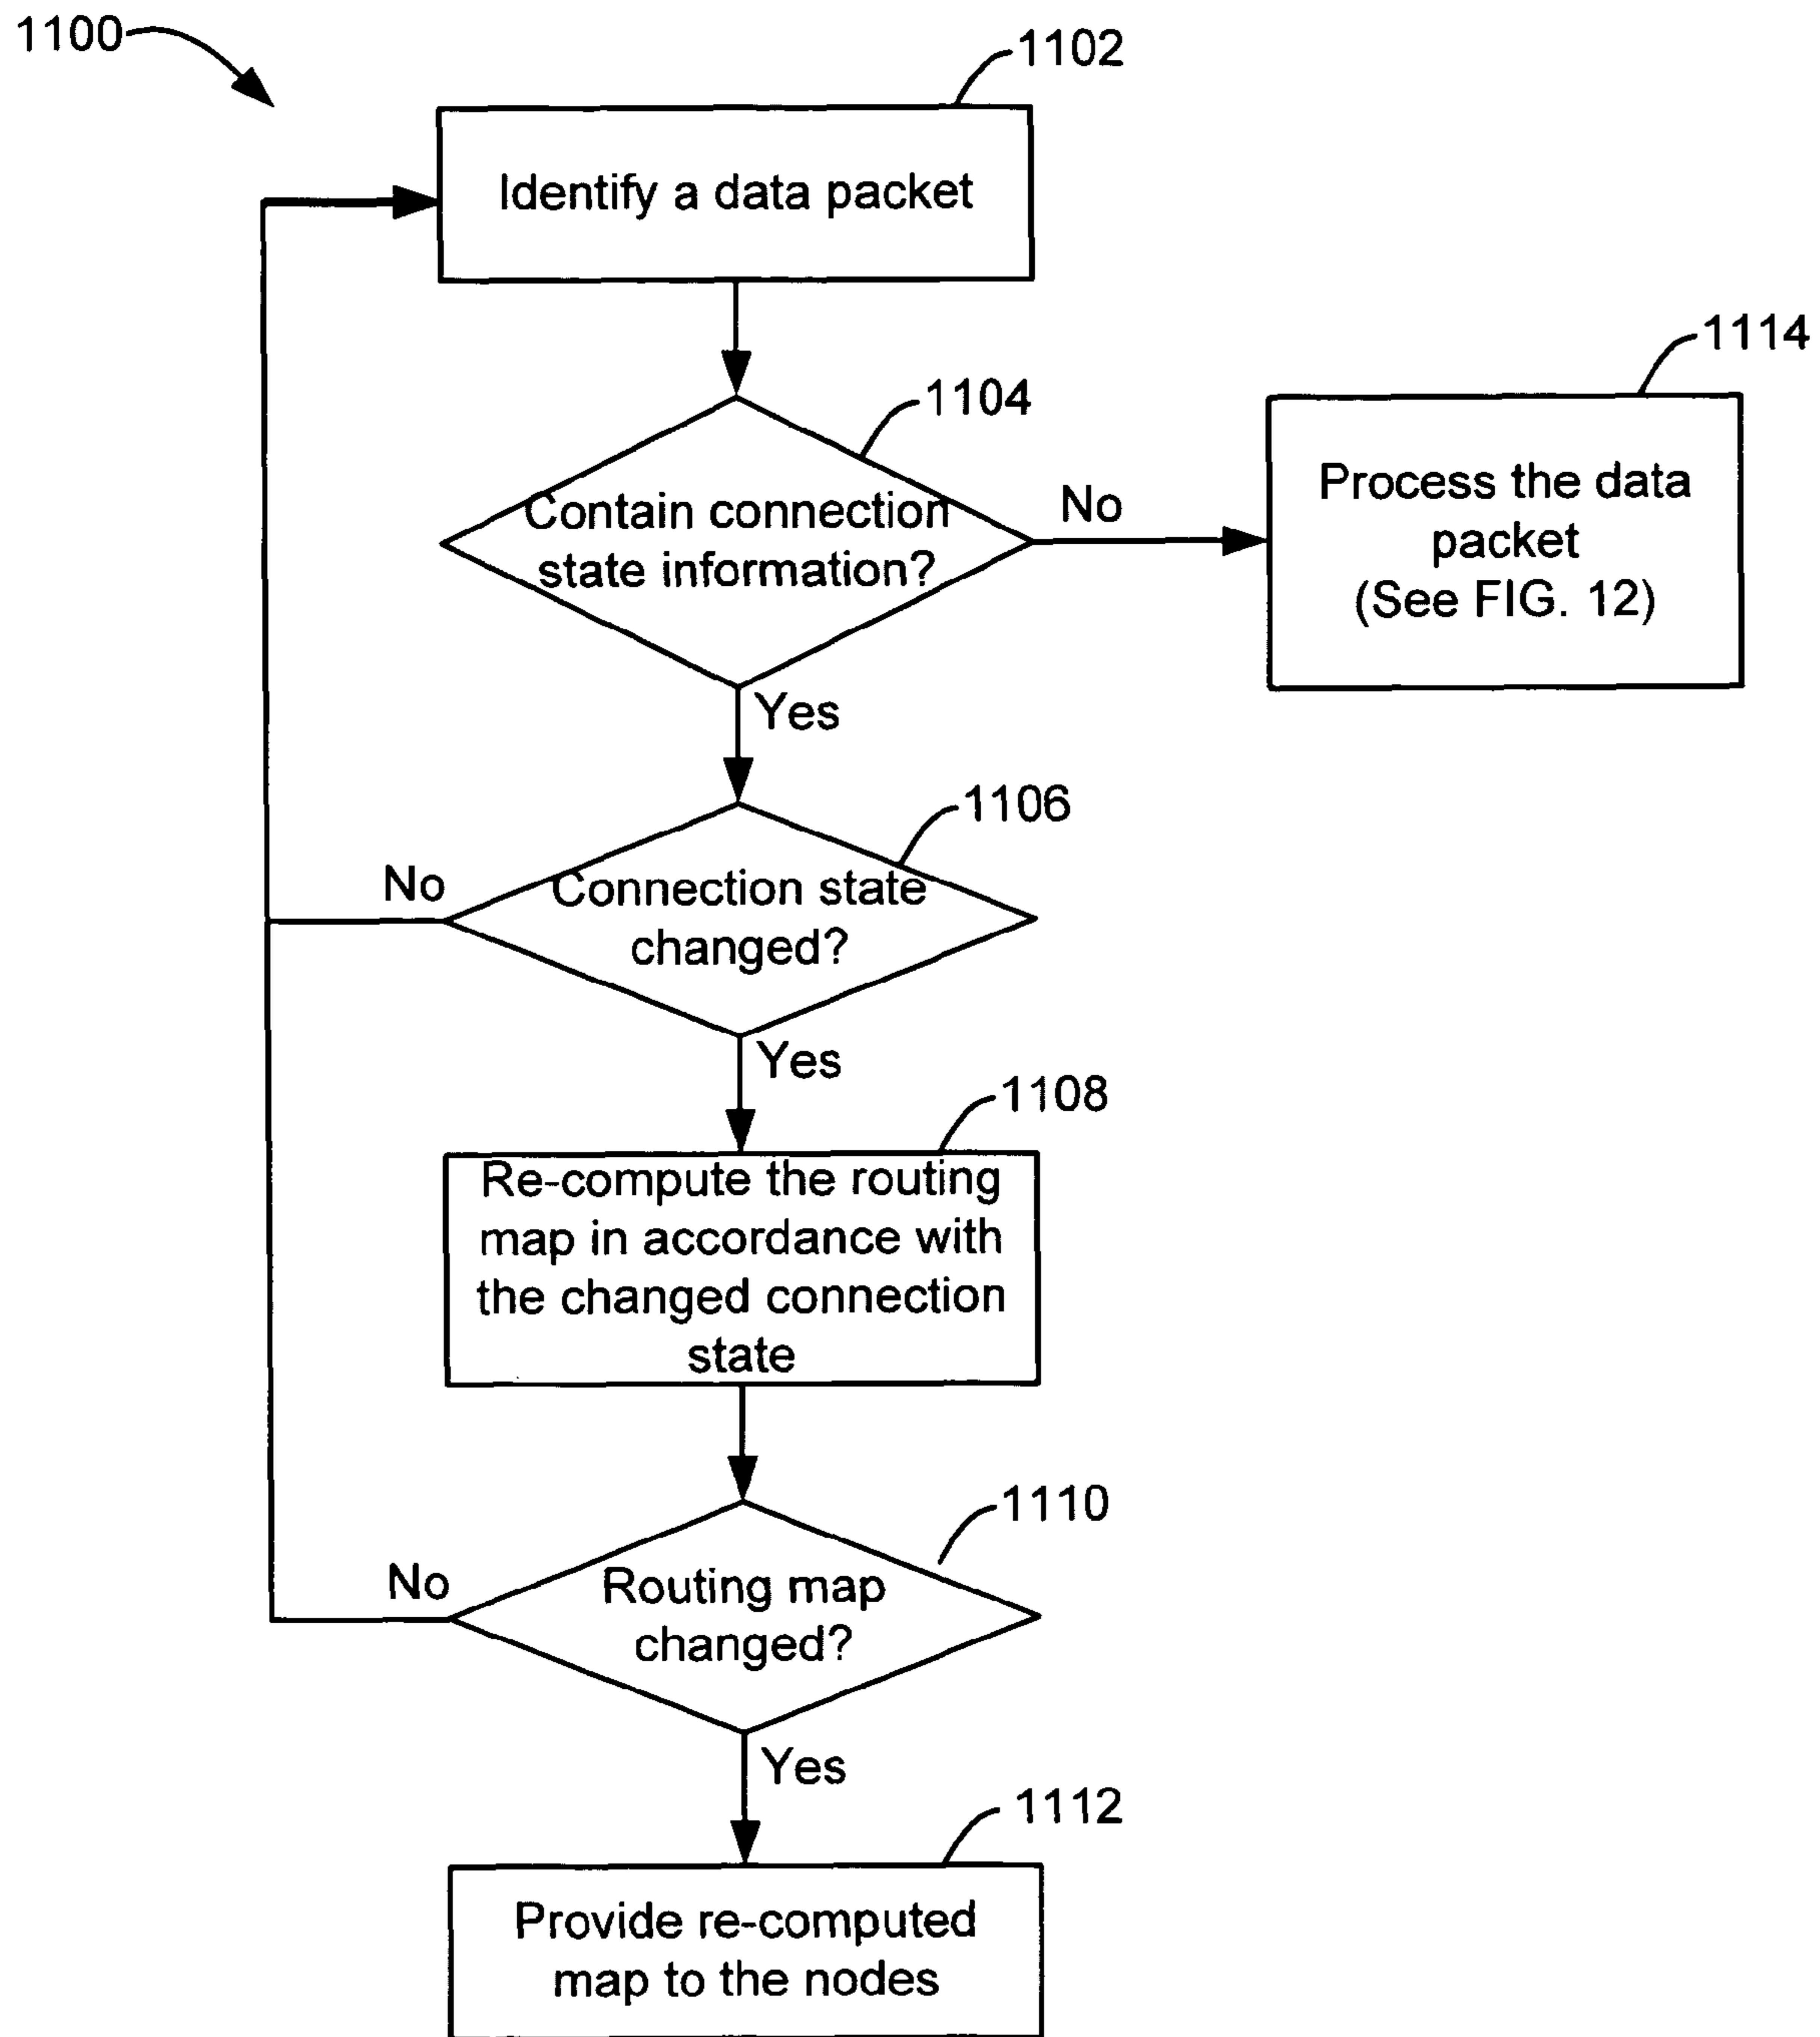 1100
1102
Identify a data packet
1104
1114
Contain connection
state information?
No
Process the data
packet
(See FIG. 12)
Yes
1106
No
Connection state
changed?
Yes
1108
Re-compute the routing
map in accordance with
the changed connection
state
1110
No
Routing map
changed?
Yes
1112
Provide re-computed
map to the nodes